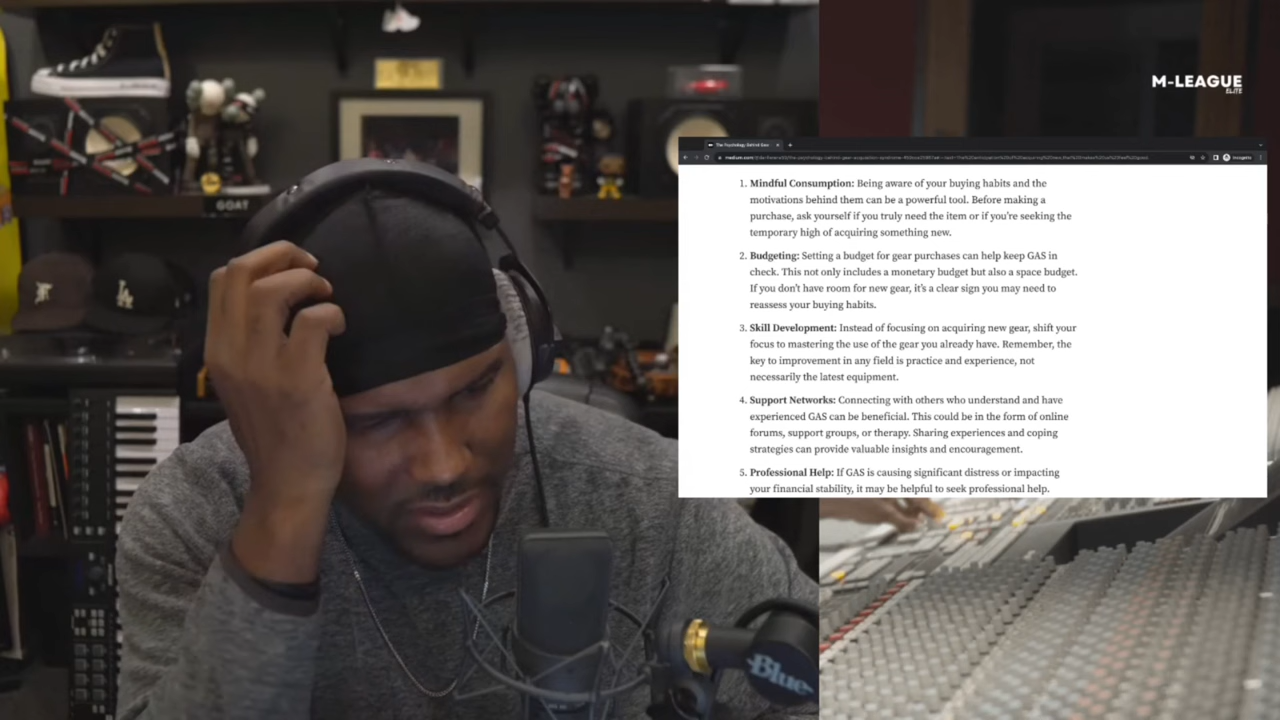 M-LEAGUE
ELITE
The Psychology Behind Gear
1. Mindful Consumption: Being aware of your buying habits and the
motivations behind them can be a powerful tool. Before making a
purchase, ask yourself if you truly need the item or if you're seeking the
temporary high of acquiring something new.
2. Budgeting: Setting a budget for gear purchases can help keep GAS in
check. This not only includes a monetary budget but also a space budget.
If you don't have room for new gear, it's a clear sign you may need to
reassess your buying habits.
3. Skill Development: Instead of focusing on acquiring new gear, shift your
focus to mastering the use of the gear you already have. Remember, the
key to improvement in any field is practice and experience, not
necessarily the latest equipment.
4. Support Networks: Connecting with others who understand and have
experienced GAS can be beneficial. This could be in the form of online
forums, support groups, or therapy. Sharing experiences and coping
strategies can provide valuable insights and encouragement.
5. Professional Help: If GAS is causing significant distress or impacting
your financial stability, it may be helpful to seek professional help.
Incognito
GOAT
LA
Blue